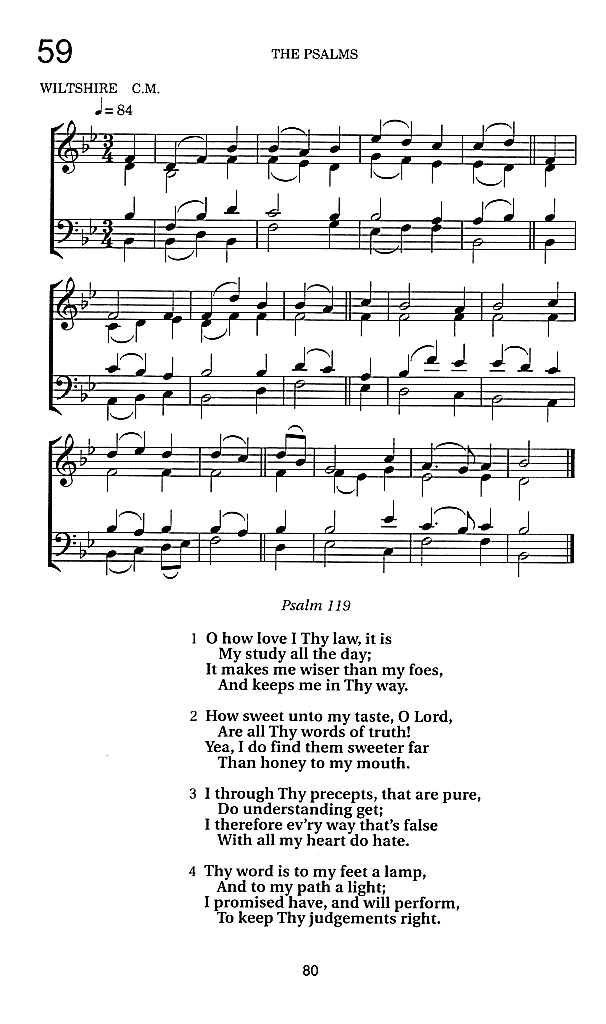 59
THE PSALMS
WILTSHIRE C.M.
♩= 84
Psalm 119
1 O how love I Thy law, it is
My study all the day;
It makes me wiser than my foes,
And keeps me in Thy way.
2 How sweet unto my taste, O Lord,
Are all Thy words of truth!
Yea, I do find them sweeter far
Than honey to my mouth.
3 I through Thy precepts, that are pure,
Do understanding get;
I therefore ev’ry way that’s false
With all my heart do hate.
4 Thy word is to my feet a lamp,
And to my path a light;
I promised have, and will perform,
To keep Thy judgements right.
80